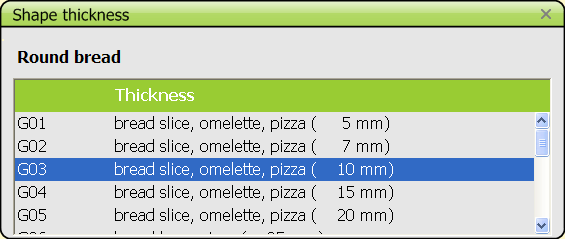 Shape thickness
Round bread
Thickness
G01 bread slice, omelette, pizza ( 5 mm)
G02 bread slice, omelette, pizza ( 7 mm)
G03 bread slice, omelette, pizza ( 10 mm)
G04 bread slice, omelette, pizza ( 15 mm)
G05 bread slice, omelette, pizza ( 20 mm)